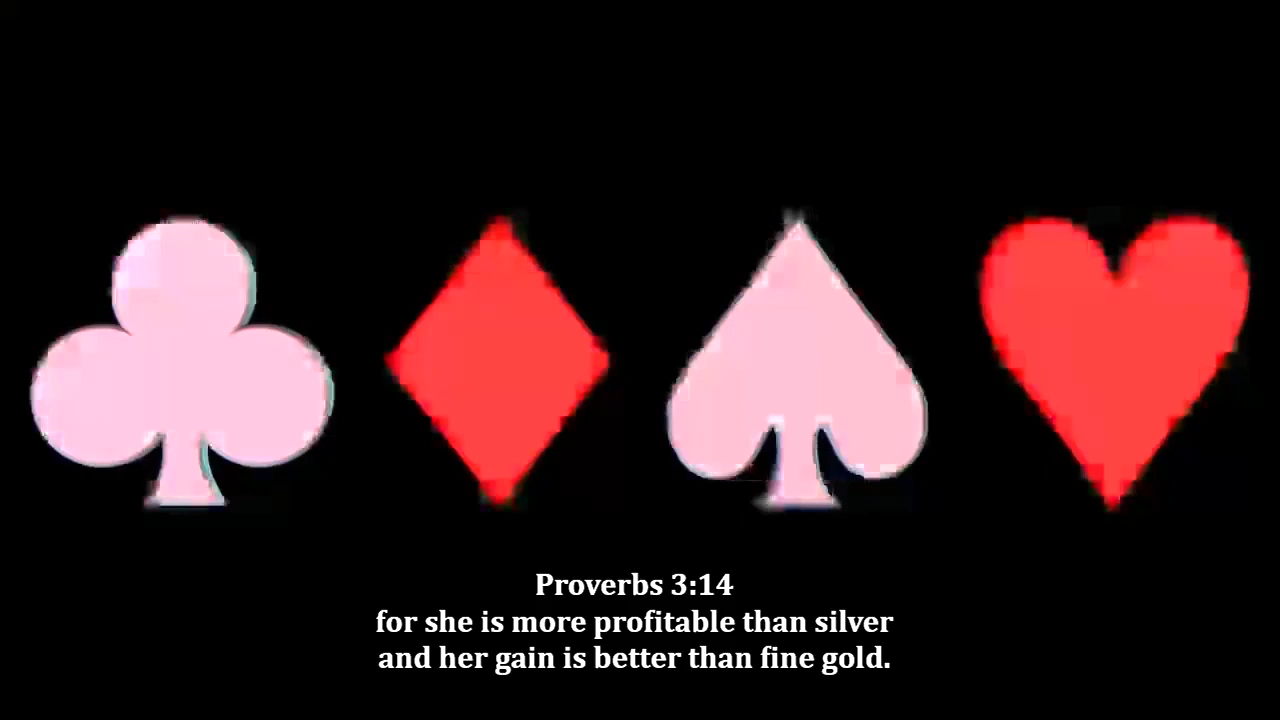 Proverbs 3:14
for she is more profitable than silver
and her gain is better than fine gold.